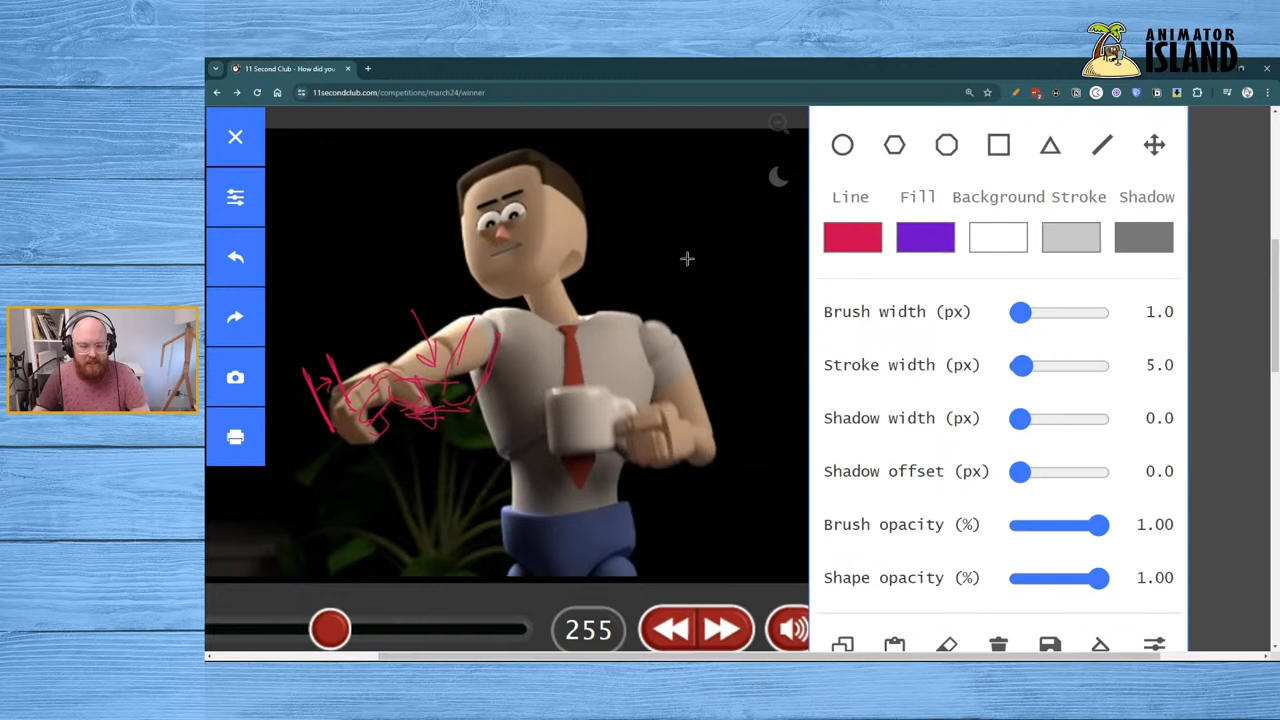 ANIMATOR
ISLAND
11 Second Club - How did you
11secondclub.com/competitions/march24/winner
Line Fill Background Stroke Shadow
Brush width (px) 1.0
Stroke width (px) 5.0
Shadow width (px) 0.0
Shadow offset (px) 0.0
Brush opacity (%) 1.00
Shape opacity (%) 1.00
255